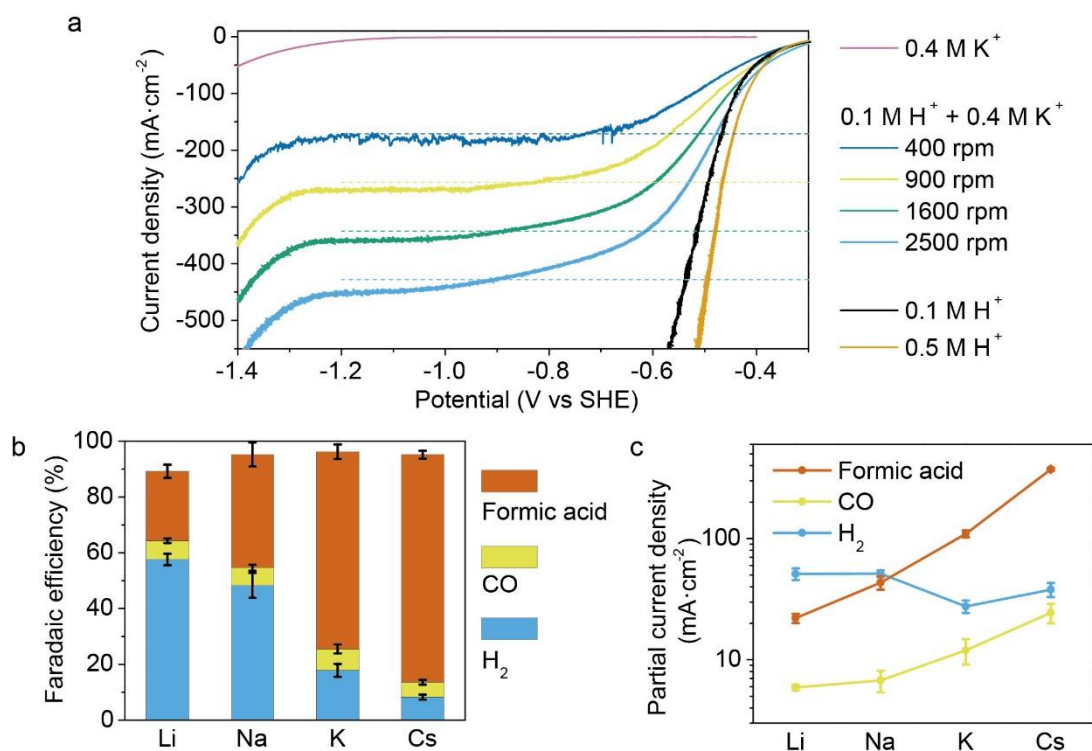 a
0
-100
-200
-300
-400
-500
Current density (mA·cm⁻²)
-1.4 -1.2 -1.0 -0.8 -0.6 -0.4
Potential (V vs SHE)
0.4 M K⁺
0.1 M H⁺ + 0.4 M K⁺
400 rpm
900 rpm
1600 rpm
2500 rpm
0.1 M H⁺
0.5 M H⁺
b
100
80
60
40
20
0
Faradaic efficiency (%)
Li Na K Cs
Formic acid
CO
H₂
c
Formic acid
CO
H₂
100
10
Partial current density
(mA·cm⁻²)
Li Na K Cs